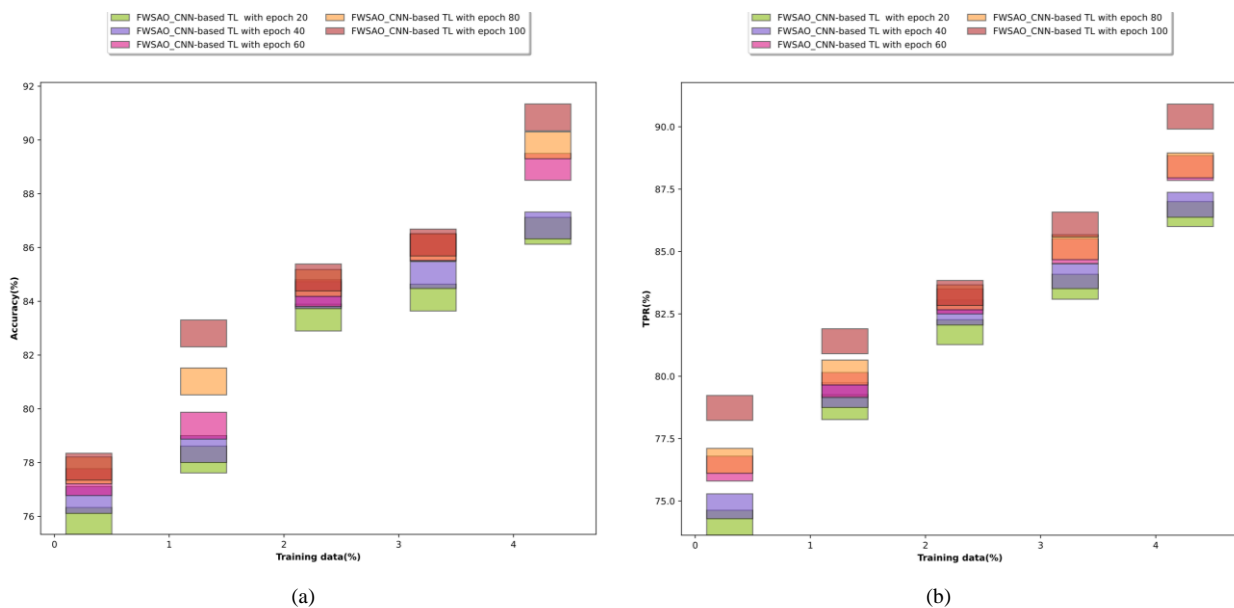 FWSAO_CNN-based TL with epoch 20
FWSAO_CNN-based TL with epoch 40
FWSAO_CNN-based TL with epoch 60
FWSAO_CNN-based TL with epoch 80
FWSAO_CNN-based TL with epoch 100
92
90
88
86
84
82
80
78
76
Accuracy(%)
0 1 2 3 4
Training data(%)
(a)
FWSAO_CNN-based TL with epoch 20
FWSAO_CNN-based TL with epoch 40
FWSAO_CNN-based TL with epoch 60
FWSAO_CNN-based TL with epoch 80
FWSAO_CNN-based TL with epoch 100
90.0
87.5
85.0
82.5
80.0
77.5
75.0
TPR(%)
0 1 2 3 4
Training data(%)
(b)